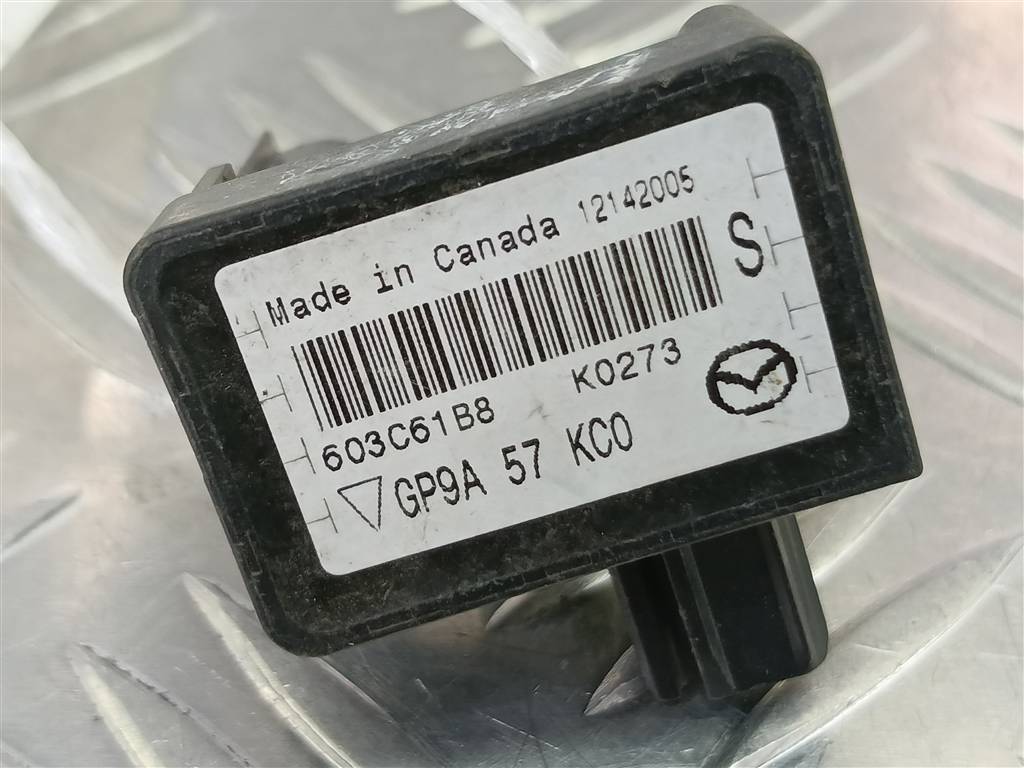 Made in Canada 12142005
S
603C61B8 K0273
GP9A 57 KC0